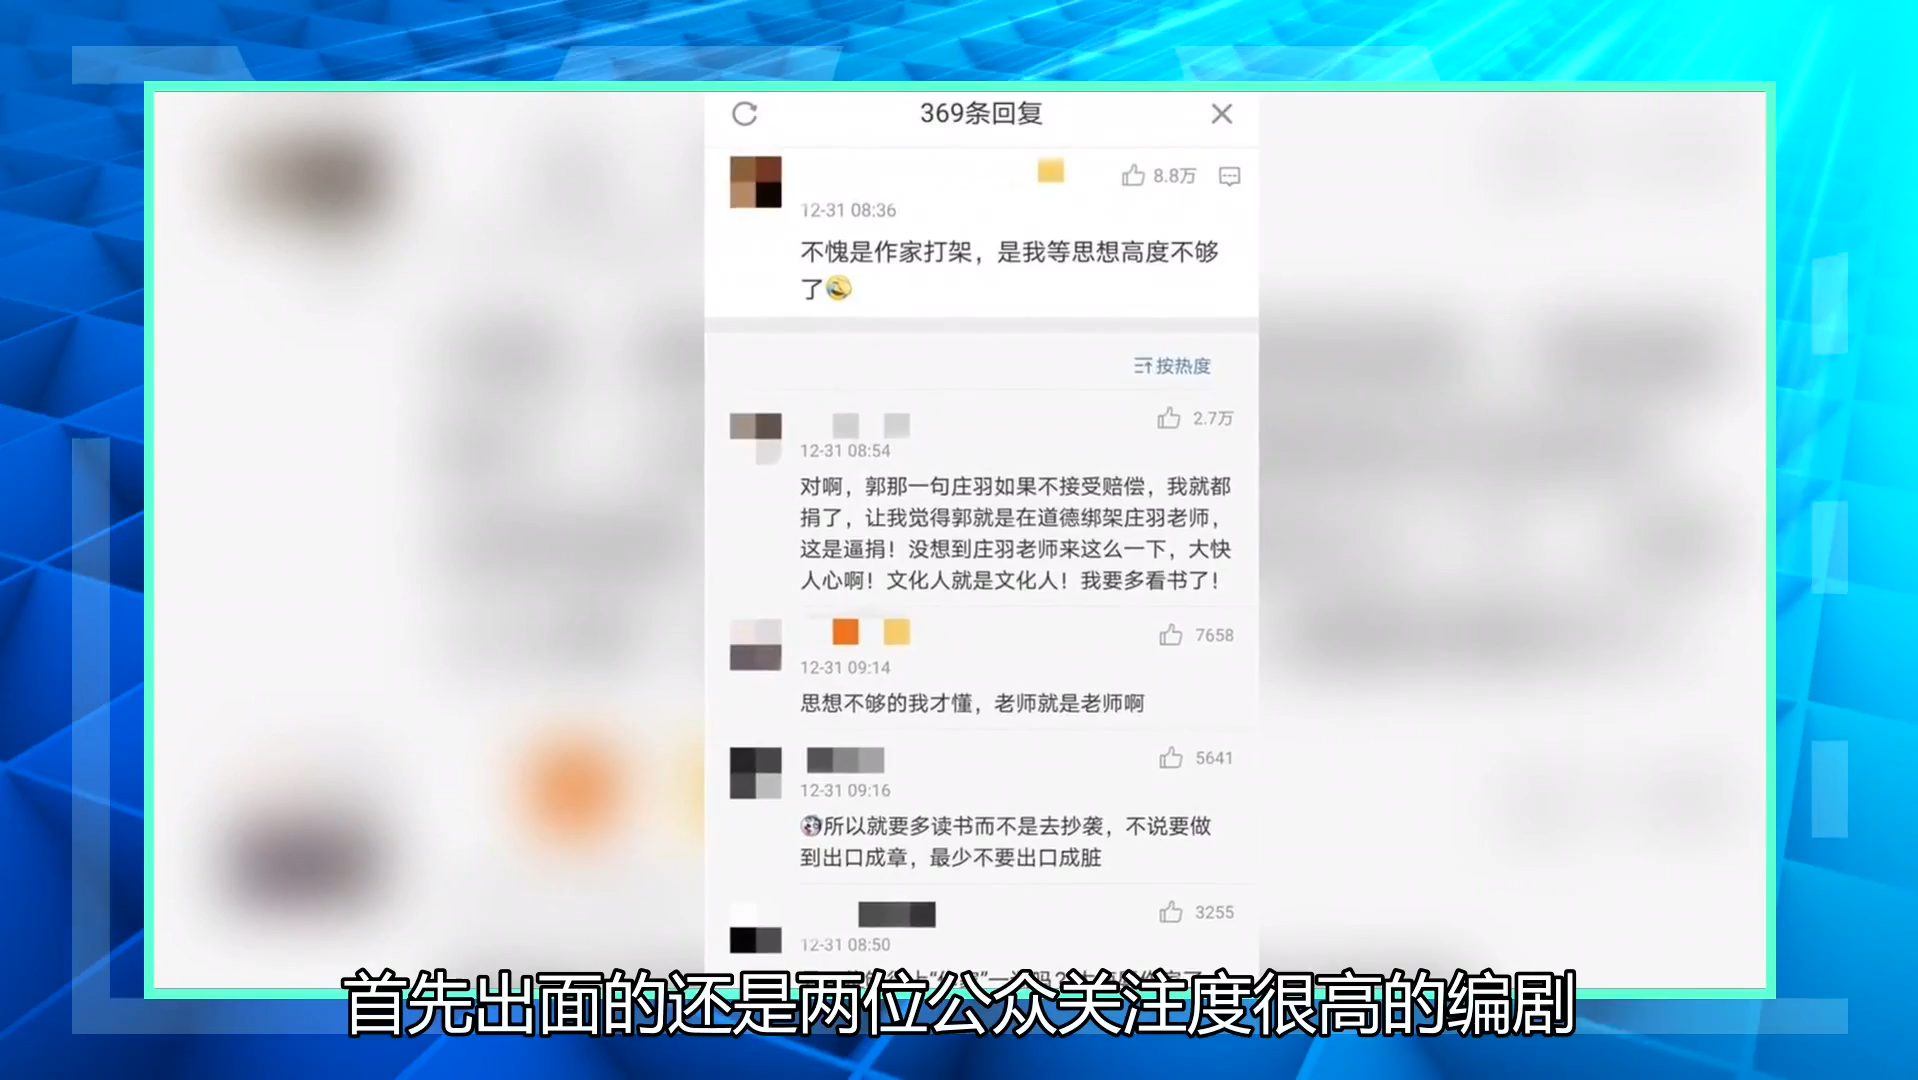 369条回复
8.8万
12-31 08:36
不愧是作家打架，是我等思想高度不够
了
按热度
2.7万
12-31 08:54
对啊，郭那一句庄羽如果不接受赔偿，我就都
捐了，让我觉得郭就是在道德绑架庄羽老师，
这是逼捐！没想到庄羽老师来这么一下，大快
人心啊！文化人就是文化人！我要多看书了！
7658
12-31 09:14
思想不够的我才懂，老师就是老师啊
5641
12-31 09:16
所以就要多读书而不是去抄袭，不说要做
到出口成章，最少不要出口成脏
3255
12-31 08:50
首先出面的还是两位公众关注度很高的编剧